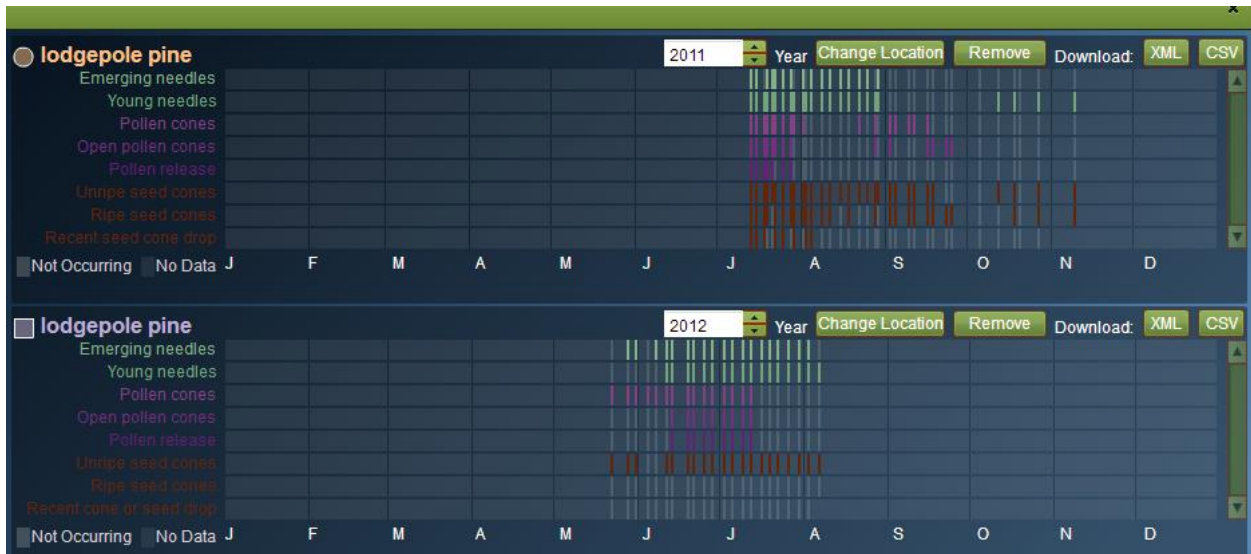 x
lodgepole pine 2011 Year Change Location Remove Download: XML CSV
Emerging needles
Young needles
Pollen cones
Open pollen cones
Pollen release
Unripe seed cones
Ripe seed cones
Recent seed cone drop
Not Occurring No Data J F M A M J J A S O N D
lodgepole pine 2012 Year Change Location Remove Download: XML CSV
Emerging needles
Young needles
Pollen cones
Open pollen cones
Pollen release
Unripe seed cones
Ripe seed cones
Recent cone or seed drop
Not Occurring No Data J F M A M J J A S O N D